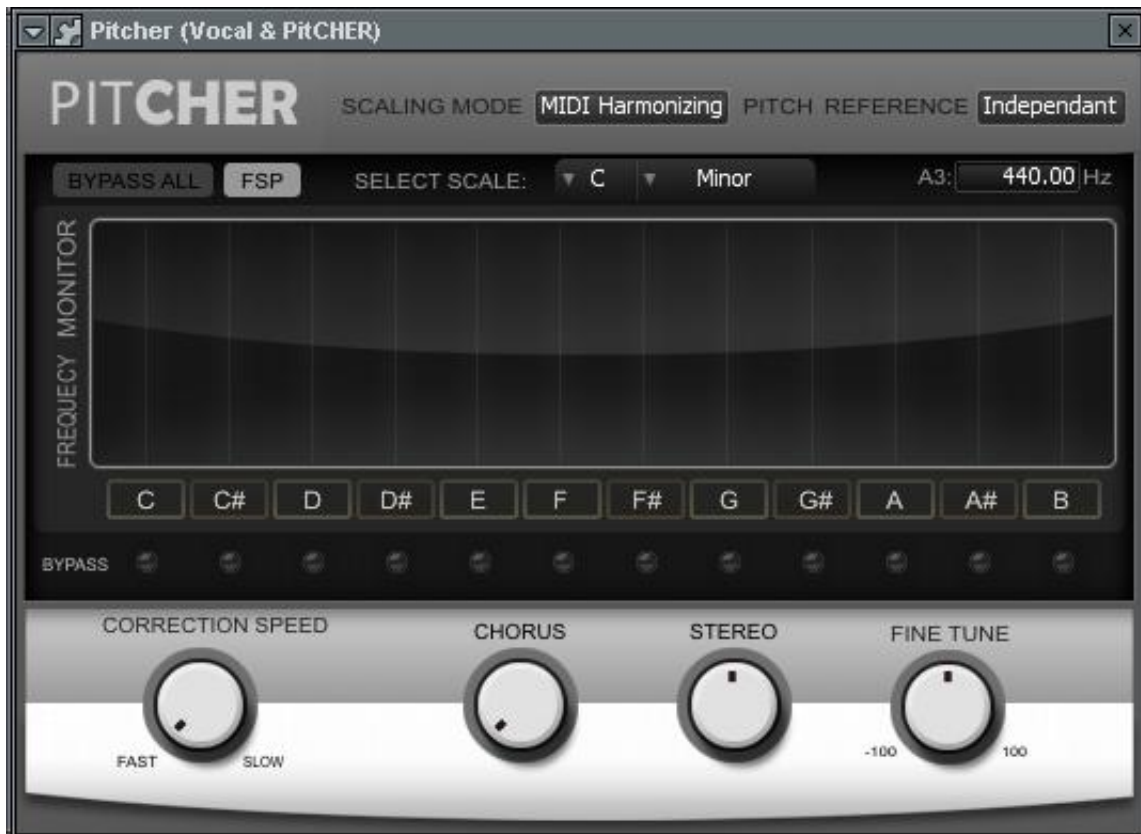 Pitcher (Vocal & PitCHER)
PITCHER SCALING MODE MIDI Harmonizing PITCH REFERENCE Independant
BYPASS ALL FSP SELECT SCALE: C Minor A3: 440.00 Hz
FREQUECY MONITOR
C C# D D# E F F# G G# A A# B
BYPASS
CORRECTION SPEED CHORUS STEREO FINE TUNE
FAST SLOW -100 100